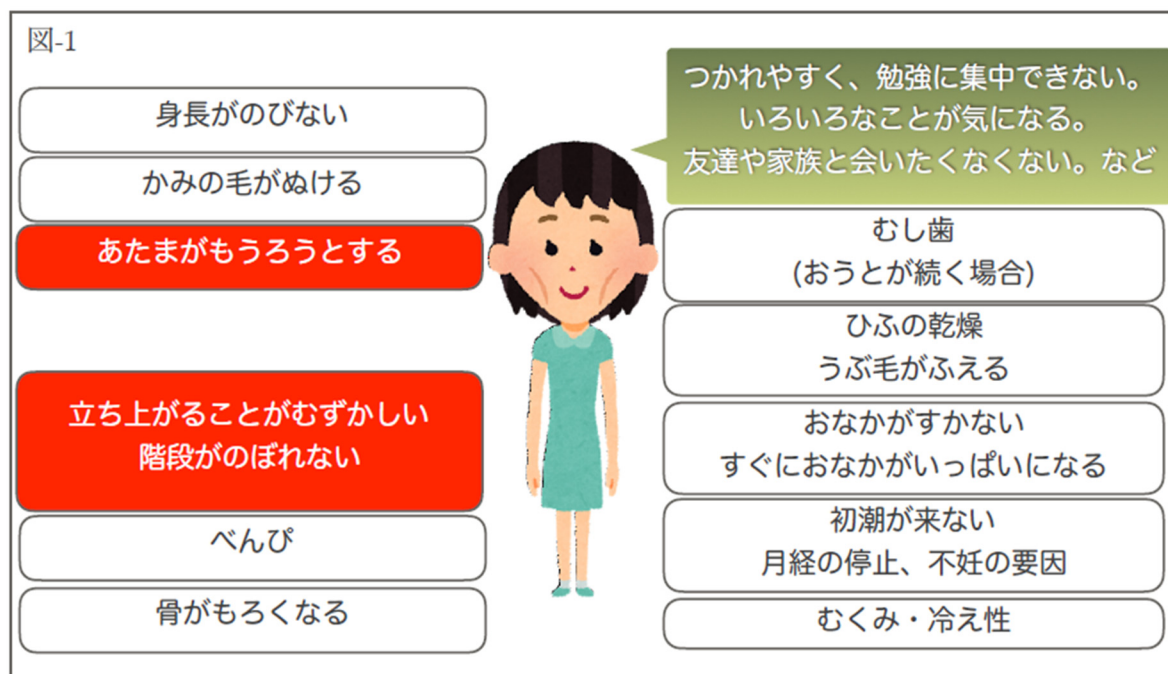 図-1
身長がのびない
かみの毛がぬける
あたまがもうろうとする
立ち上がることがむずかしい
階段がのぼれない
べんぴ
骨がもろくなる
つかれやすく、勉強に集中できない。
いろいろなことが気になる。
友達や家族と会いたくなくない。など
むし歯
(おうとが続く場合)
ひふの乾燥
うぶ毛がふえる
おなかがすかない
すぐにおなかがいっぱいになる
初潮が来ない
月経の停止、不妊の要因
むくみ・冷え性